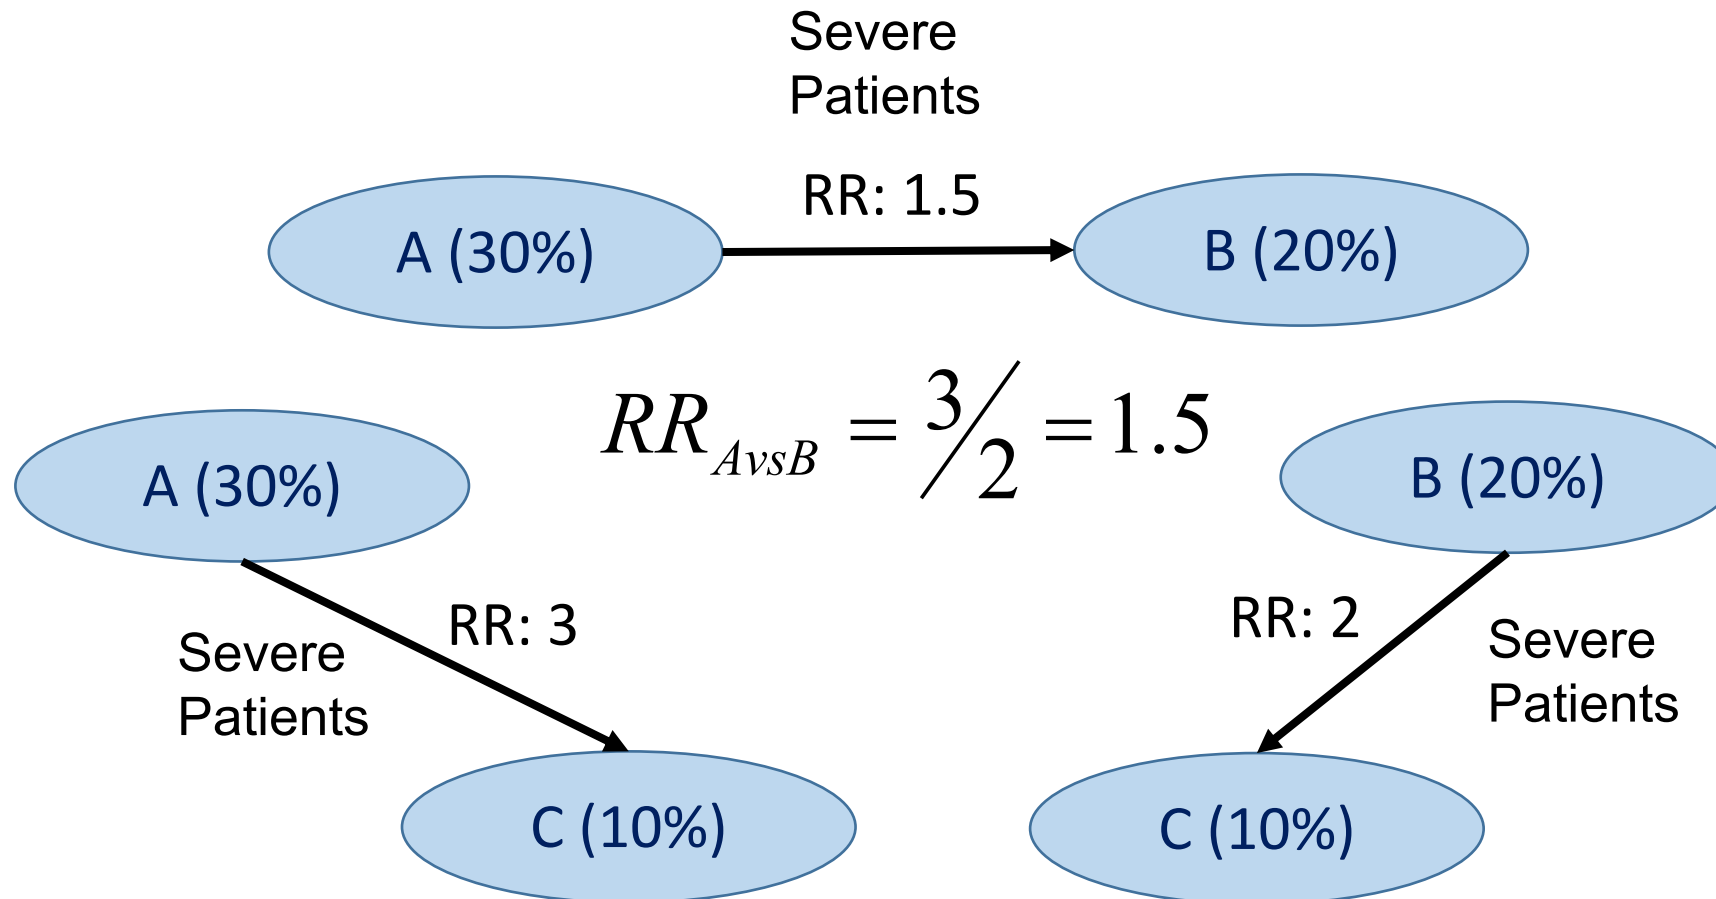 Severe
Patients
RR: 1.5
A (30%)
B (20%)
RR_AvsB = 3/2 = 1.5
A (30%)
B (20%)
RR: 3
RR: 2
Severe
Patients
Severe
Patients
C (10%)
C (10%)